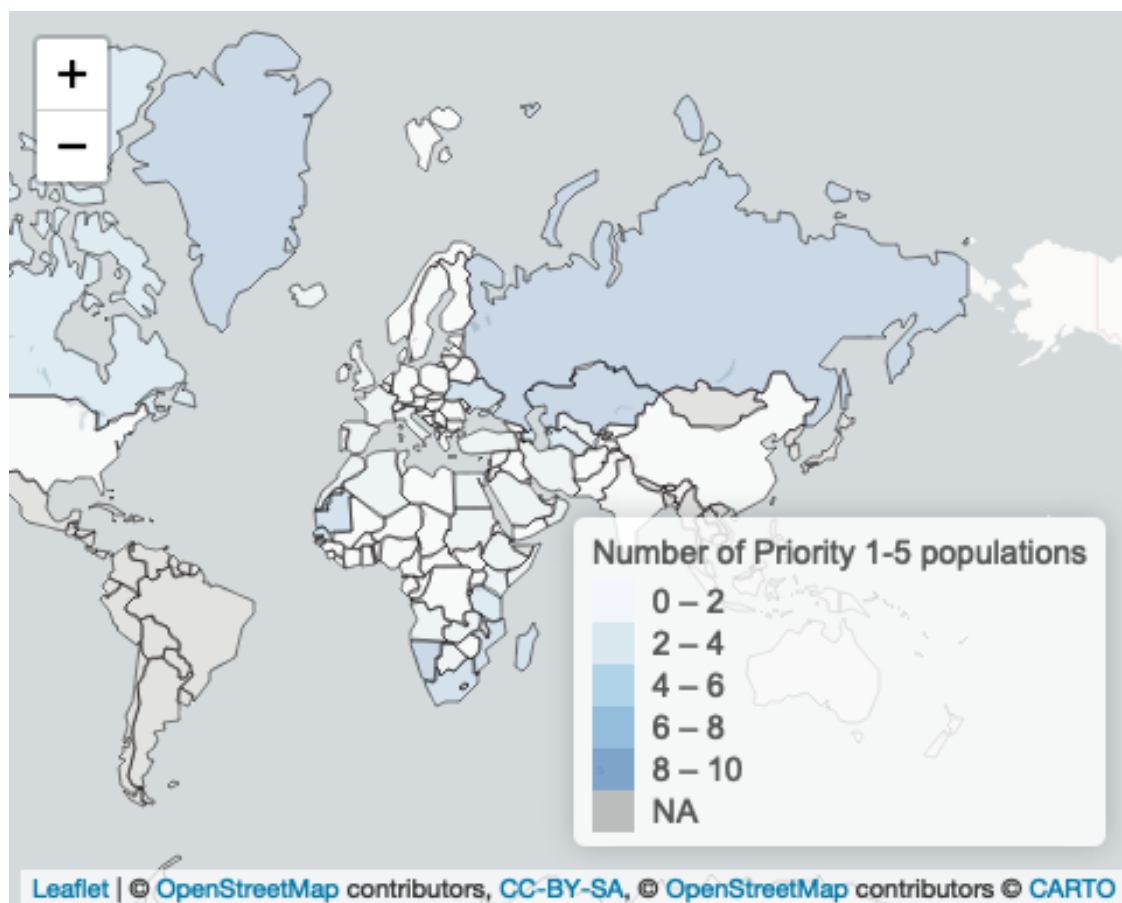 +
−
Number of Priority 1-5 populations
0 – 2
2 – 4
4 – 6
6 – 8
8 – 10
NA
Leaflet | © OpenStreetMap contributors, CC-BY-SA, © OpenStreetMap contributors © CARTO